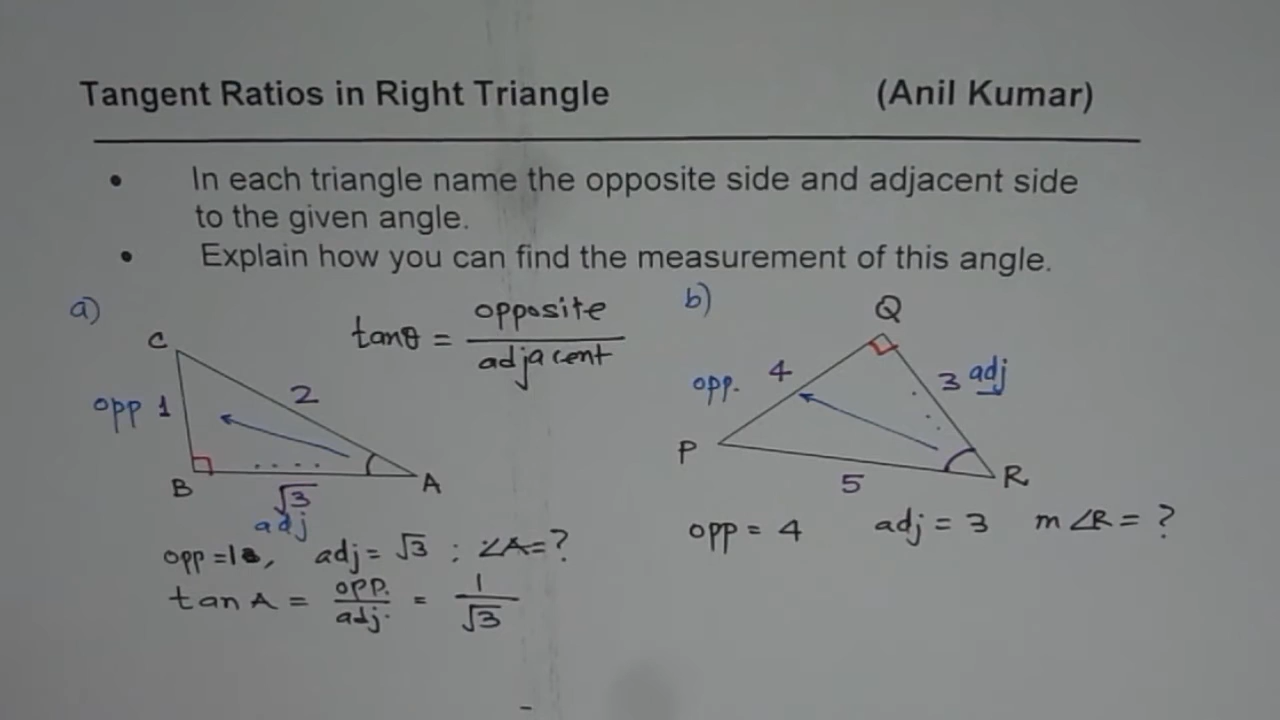 Tangent Ratios in Right Triangle (Anil Kumar)
• In each triangle name the opposite side and adjacent side
to the given angle.
• Explain how you can find the measurement of this angle.
a)
C
opp 1
2
B
√3
adj
A
tanθ = opposite / adjacent
opp = 1, adj = √3 ; ∠A = ?
tan A = opp. / adj. = 1 / √3
b)
Q
opp. 4
3 adj
P
5
R
opp = 4 adj = 3 m∠R = ?